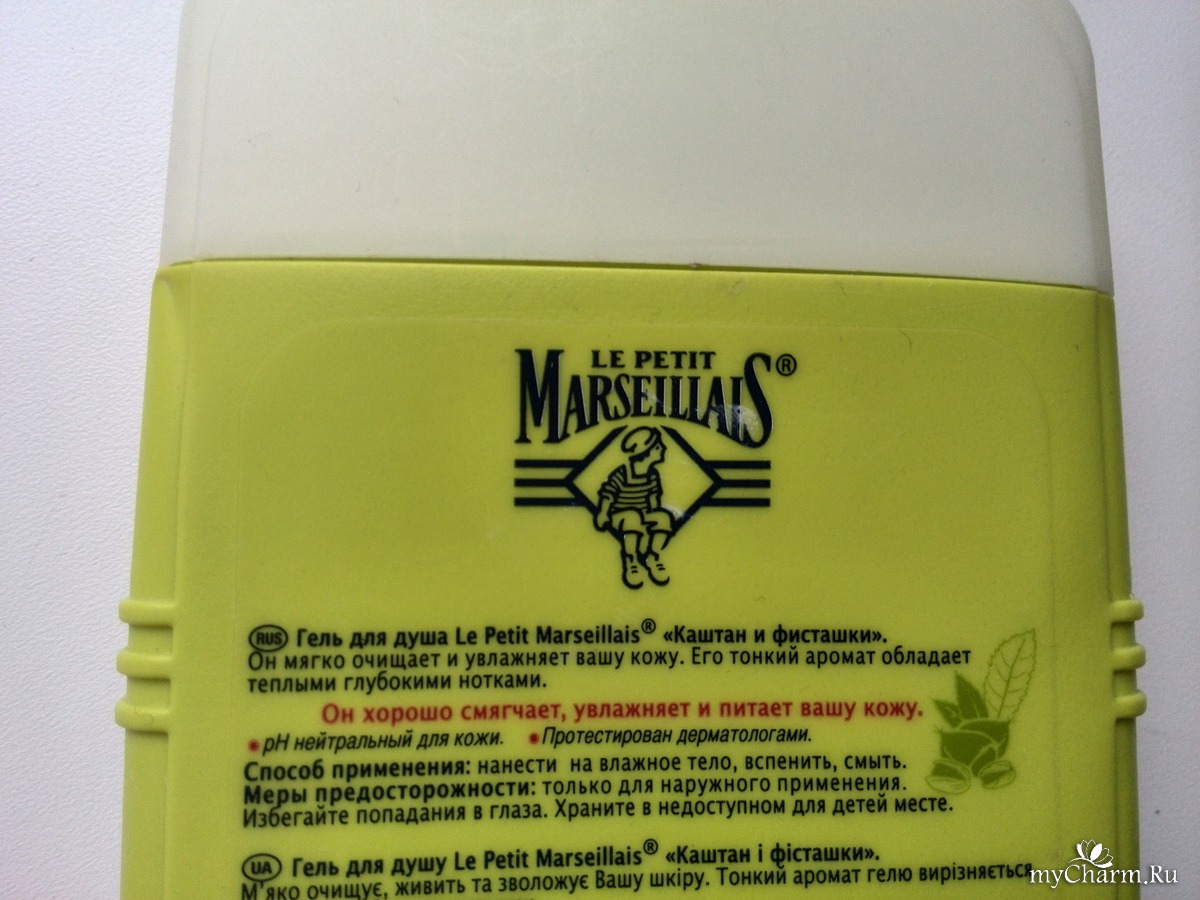 LE PETIT
MARSEILLAIS®
RUS Гель для душа Le Petit Marseillais® «Каштан и фисташки».
Он мягко очищает и увлажняет вашу кожу. Его тонкий аромат обладает
теплыми глубокими нотками.
Он хорошо смягчает, увлажняет и питает вашу кожу.
• pH нейтральный для кожи. • Протестирован дерматологами.
Способ применения: нанести на влажное тело, вспенить, смыть.
Меры предосторожности: только для наружного применения.
Избегайте попадания в глаза. Храните в недоступном для детей месте.
UA Гель для душу Le Petit Marseillais® «Каштан і фісташки».
М'яко очищує, живить та зволожує Вашу шкіру. Тонкий аромат гелю вирізняється
myCharm.Ru